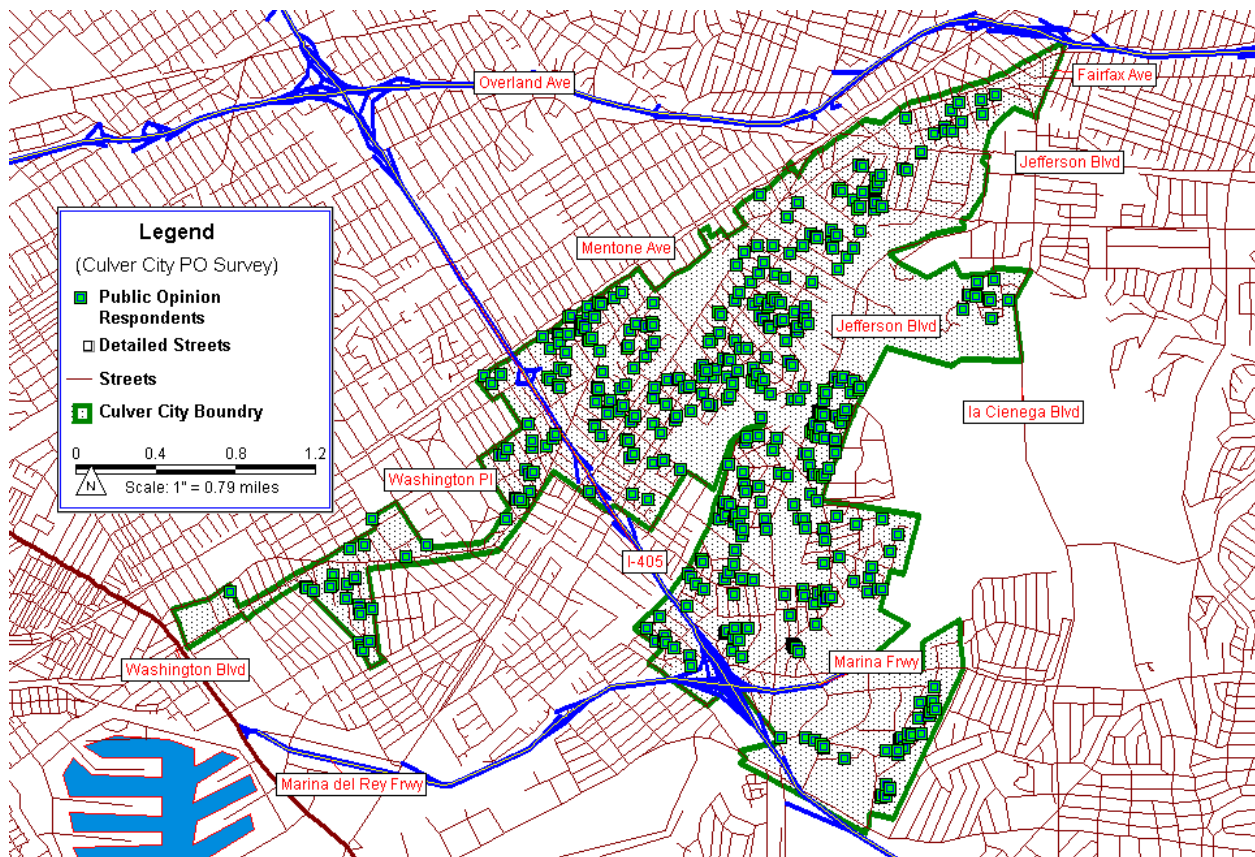 Overland Ave
Fairfax Ave
Jefferson Blvd
Legend
(Culver City PO Survey)
Public Opinion
Respondents
Detailed Streets
Streets
Culver City Boundry
0 0.4 0.8 1.2
N
Scale: 1" = 0.79 miles
Mentone Ave
Jefferson Blvd
la Cienega Blvd
Washington Pl
I-405
Washington Blvd
Marina Frwy
Marina del Rey Frwy